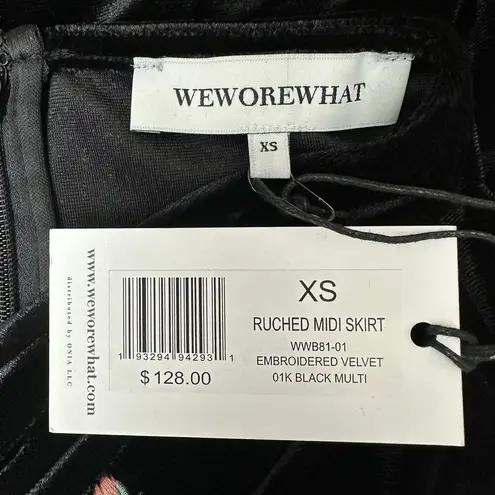 WEWOREWHAT
XS
www.weworewhat.com
distributed by ONIA LLC
XS
RUCHED MIDI SKIRT
WWB81-01
EMBROIDERED VELVET
01K BLACK MULTI
1 93294 94293 1
$128.00